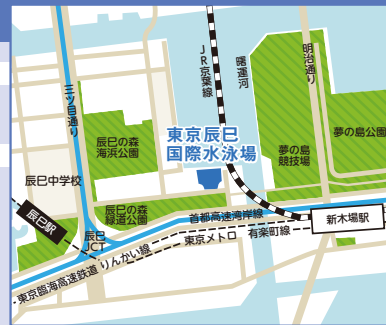 JR京葉線
曙運河
明治通り
三ツ目通り
辰巳の森
海浜公園
東京辰巳
国際水泳場
夢の島
競技場
夢の島公園
辰巳中学校
辰巳の森
緑道公園
辰巳駅
辰巳
JCT
首都高速湾岸線
新木場駅
東京メトロ 有楽町線
東京臨海高速鉄道 りんかい線